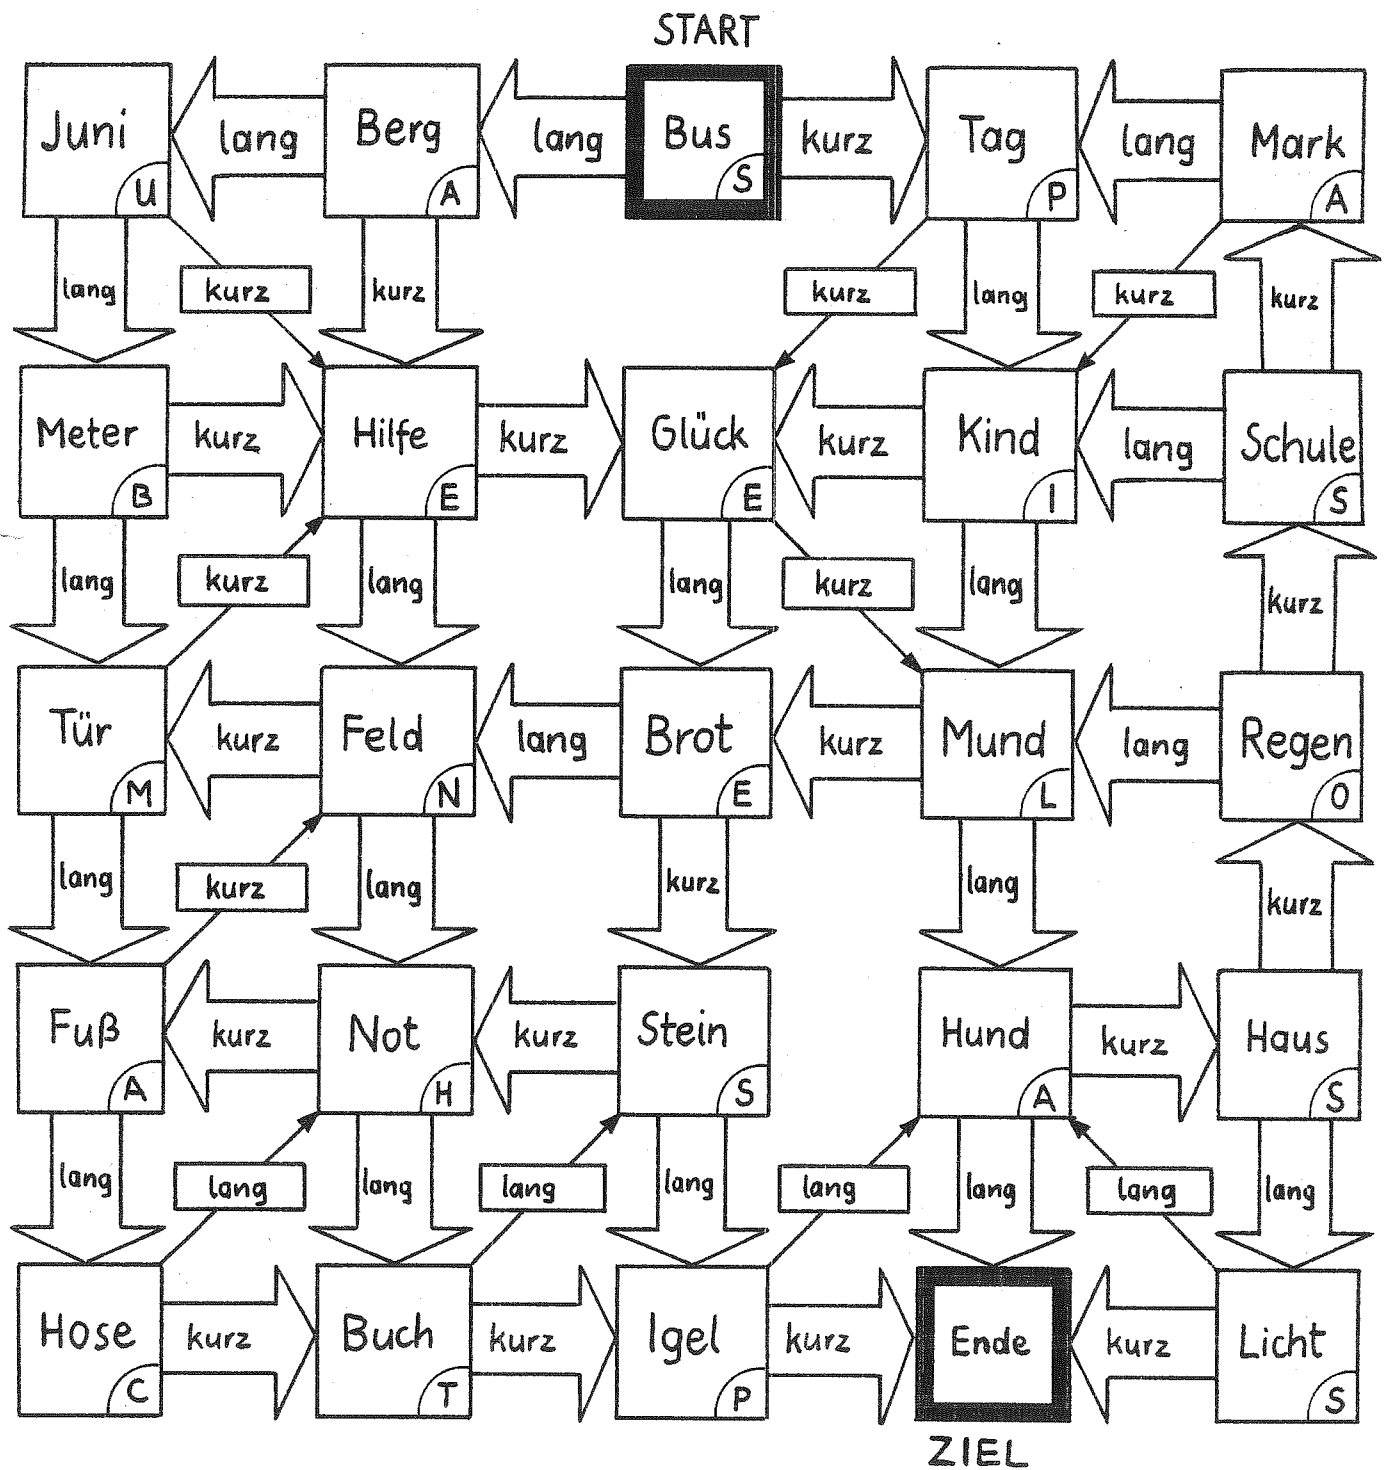 START
Juni lang Berg lang Bus kurz Tag lang Mark
U A S P A
lang kurz kurz kurz lang kurz kurz
Meter kurz Hilfe kurz Glück kurz Kind lang Schule
B E E I S
lang kurz lang lang kurz lang kurz
Tür kurz Feld lang Brot kurz Mund lang Regen
M N E L O
lang kurz lang kurz lang kurz
Fuß kurz Not kurz Stein Hund kurz Haus
A H S A S
lang lang lang lang lang lang lang lang lang
Hose kurz Buch kurz Igel kurz Ende kurz Licht
C T P S
ZIEL